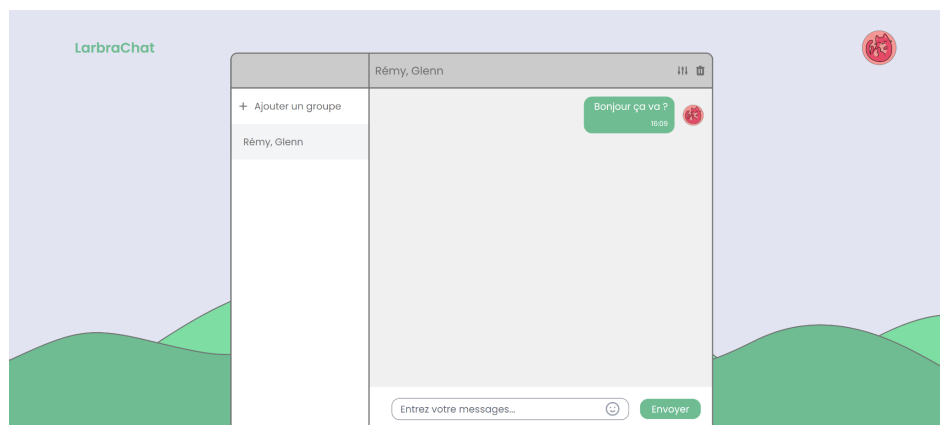 LarbraChat
Rémy, Glenn
+ Ajouter un groupe
Rémy, Glenn
Bonjour ça va ?
16:09
Entrez votre messages...
Envoyer